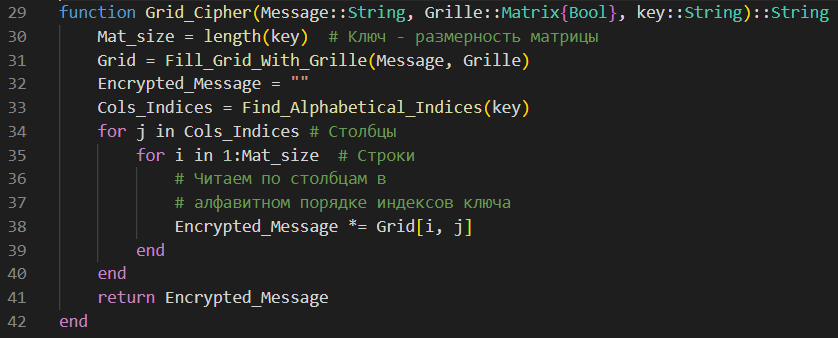 29 function Grid_Cipher(Message::String, Grille::Matrix{Bool}, key::String)::String
30     Mat_size = length(key)  # Ключ - размерность матрицы
31     Grid = Fill_Grid_With_Grille(Message, Grille)
32     Encrypted_Message = ""
33     Cols_Indices = Find_Alphabetical_Indices(key)
34     for j in Cols_Indices # Столбцы
35         for i in 1:Mat_size  # Строки
36             # Читаем по столбцам в
37             # алфавитном порядке индексов ключа
38             Encrypted_Message *= Grid[i, j]
39         end
40     end
41     return Encrypted_Message
42 end